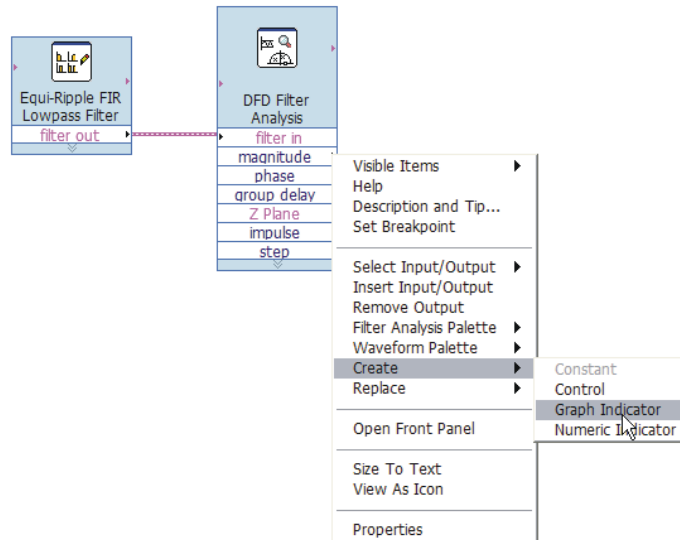 Equi-Ripple FIR
Lowpass Filter
filter out
DFD Filter
Analysis
filter in
magnitude
phase
group delay
Z Plane
impulse
step
Visible Items
Help
Description and Tip...
Set Breakpoint
Select Input/Output
Insert Input/Output
Remove Output
Filter Analysis Palette
Waveform Palette
Create
Replace
Open Front Panel
Size To Text
View As Icon
Properties
Constant
Control
Graph Indicator
Numeric Indicator